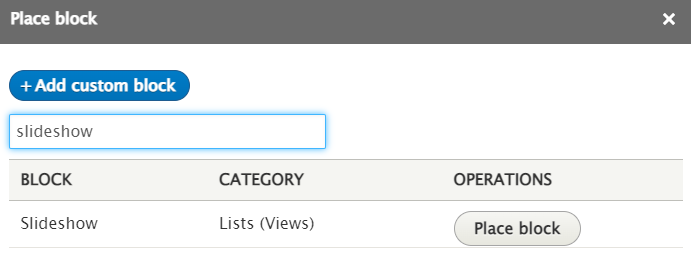 Place block
+ Add custom block
slideshow
BLOCK CATEGORY OPERATIONS
Slideshow Lists (Views) Place block